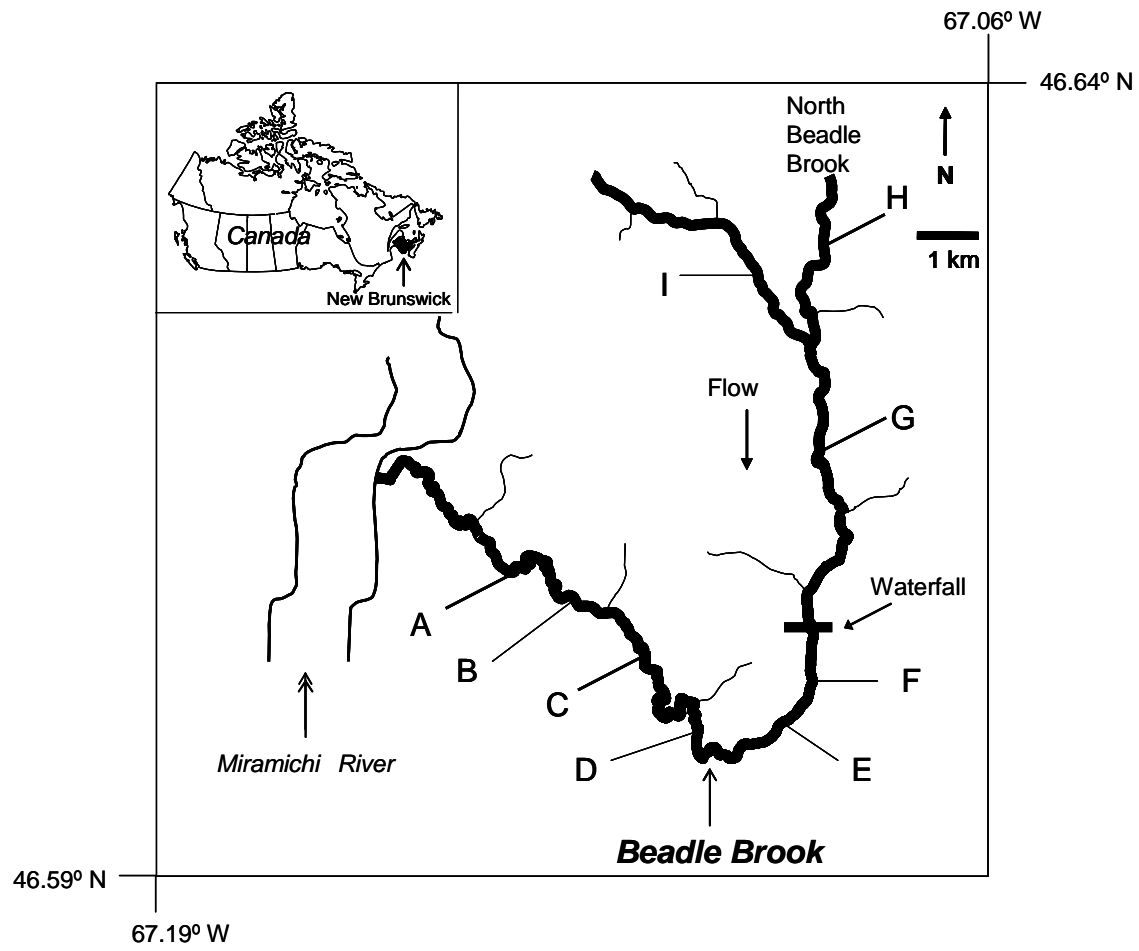 67.06º W
46.64º N
North
Beadle
Brook
N
H
Canada
1 km
I
New Brunswick
Flow
G
Waterfall
A
B
F
C
D
E
Miramichi River
Beadle Brook
46.59º N
67.19º W